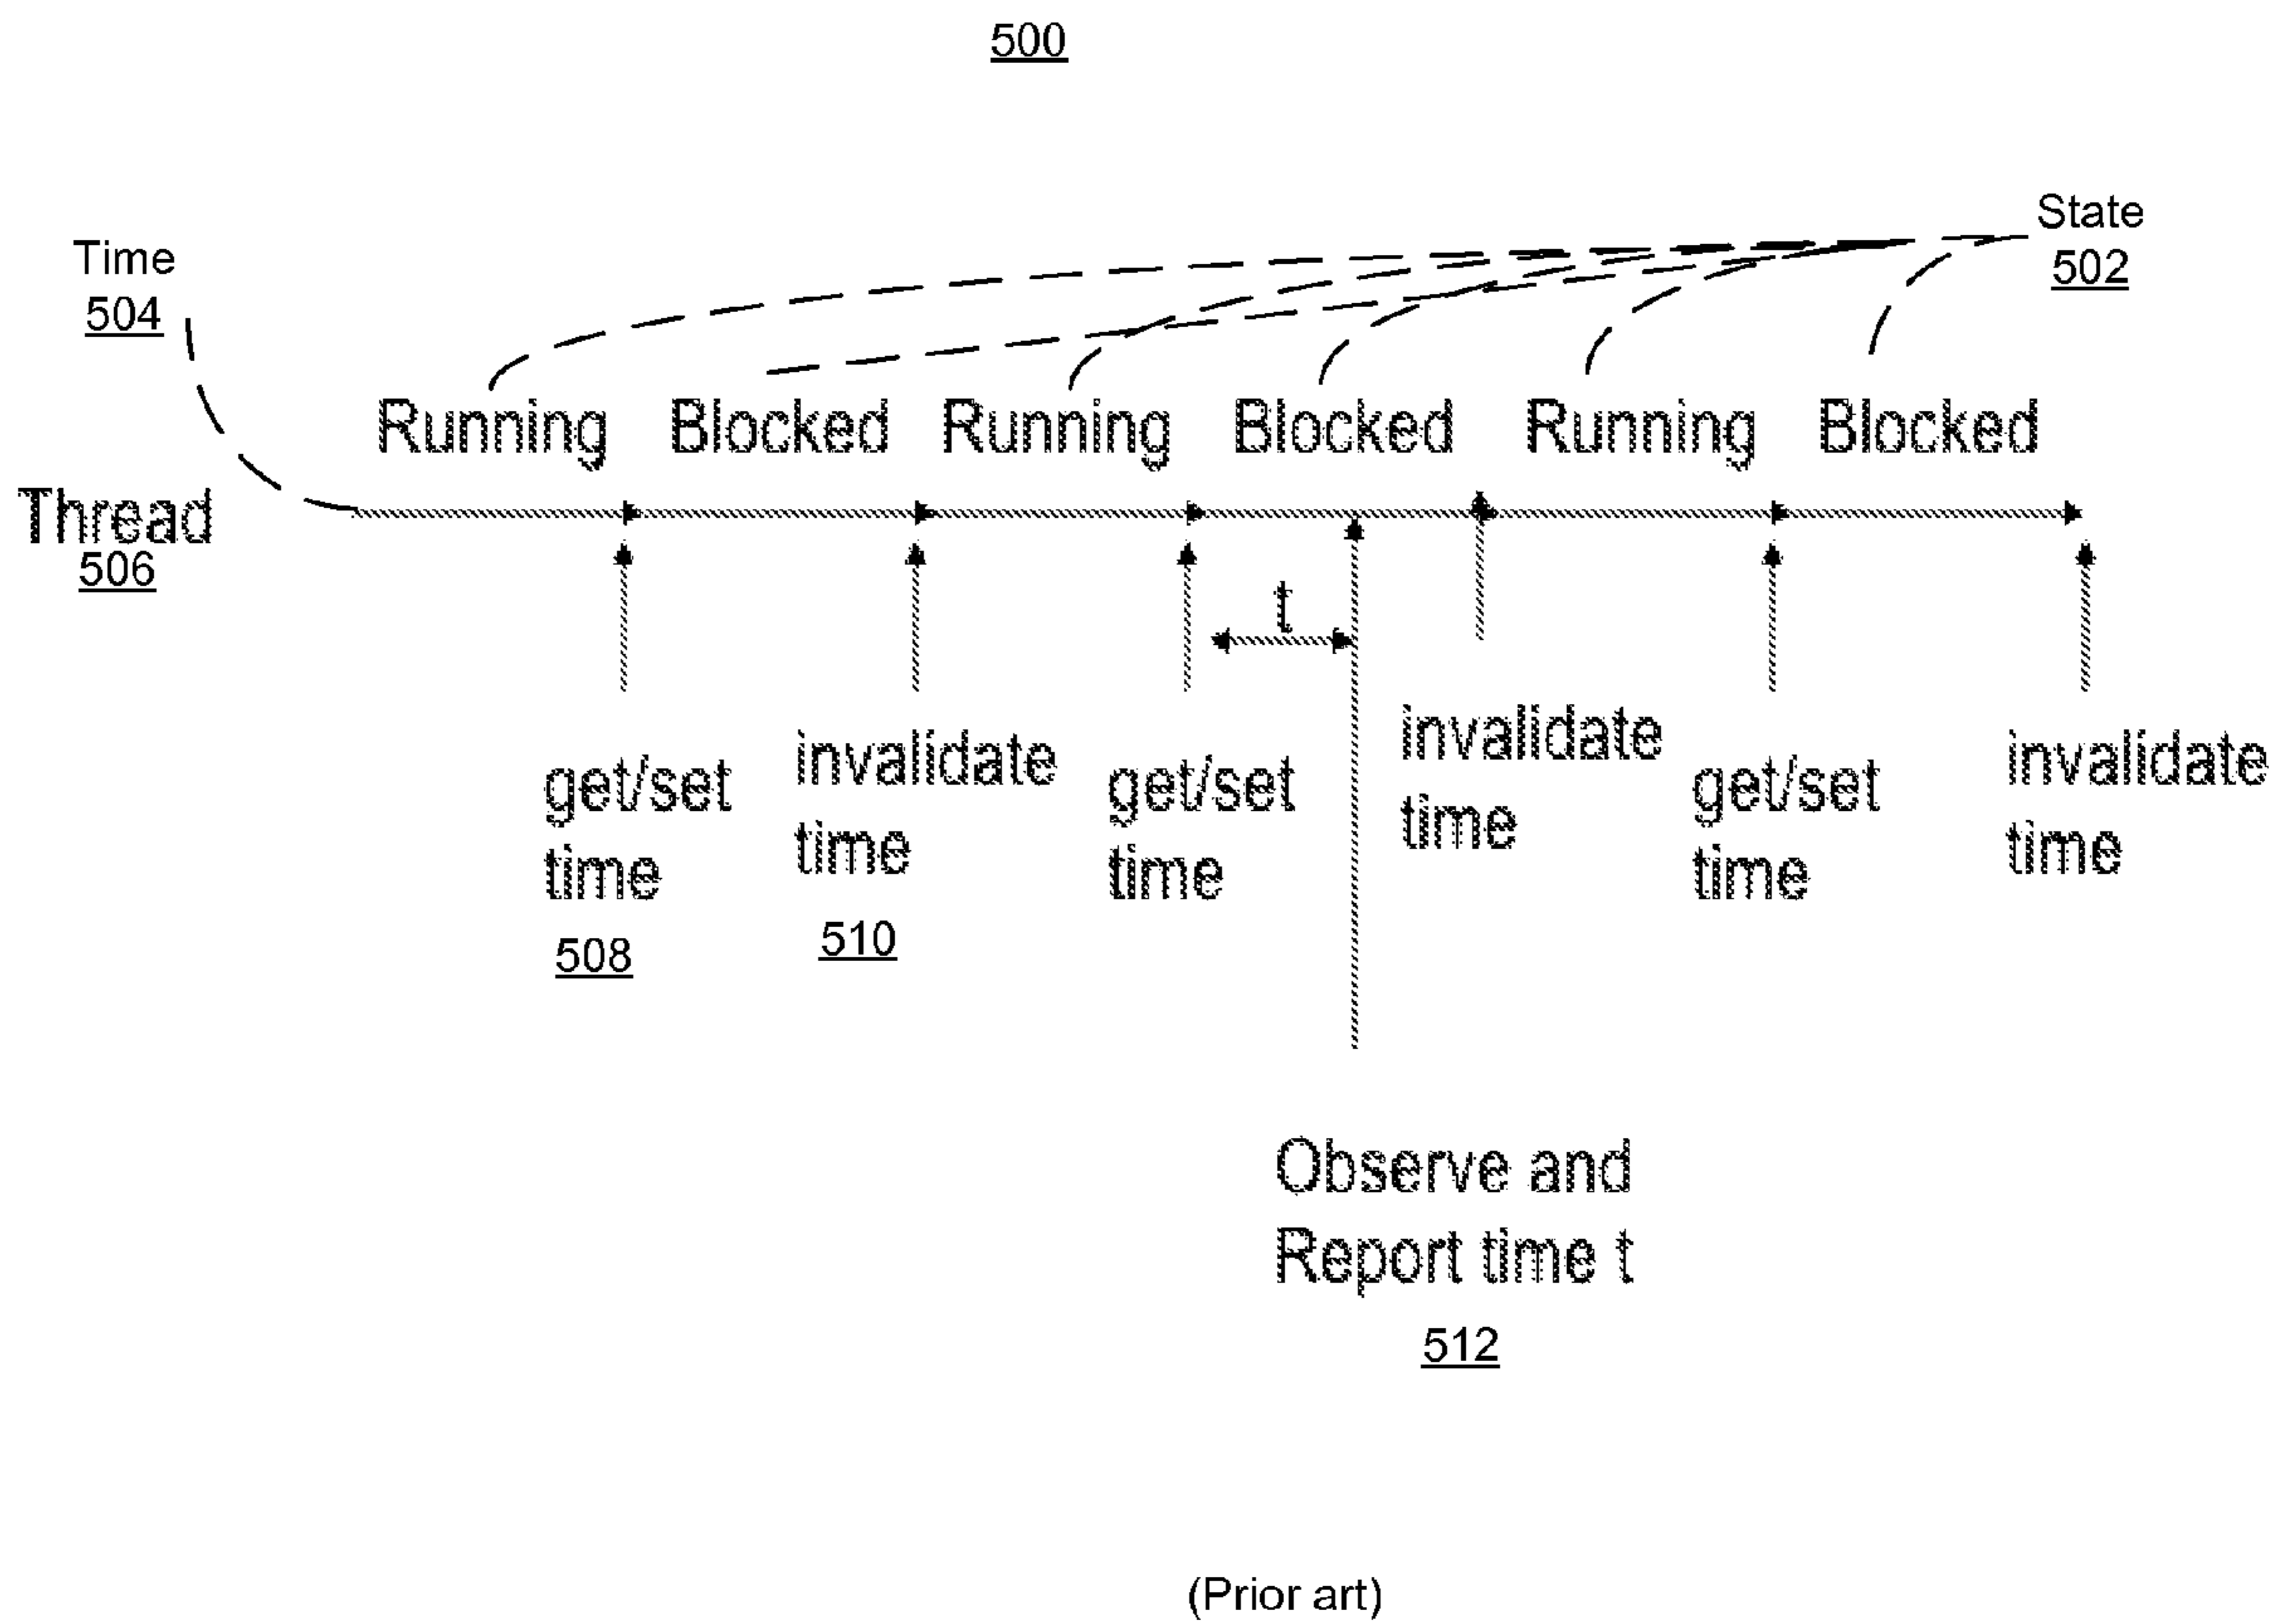 500
State
502
Time
504
Running Blocked Running Blocked Running Blocked
Thread
506
t
get/set
time
508
invalidate
time
510
get/set
time
invalidate
time
get/set
time
invalidate
time
Observe and
Report time t
512
(Prior art)